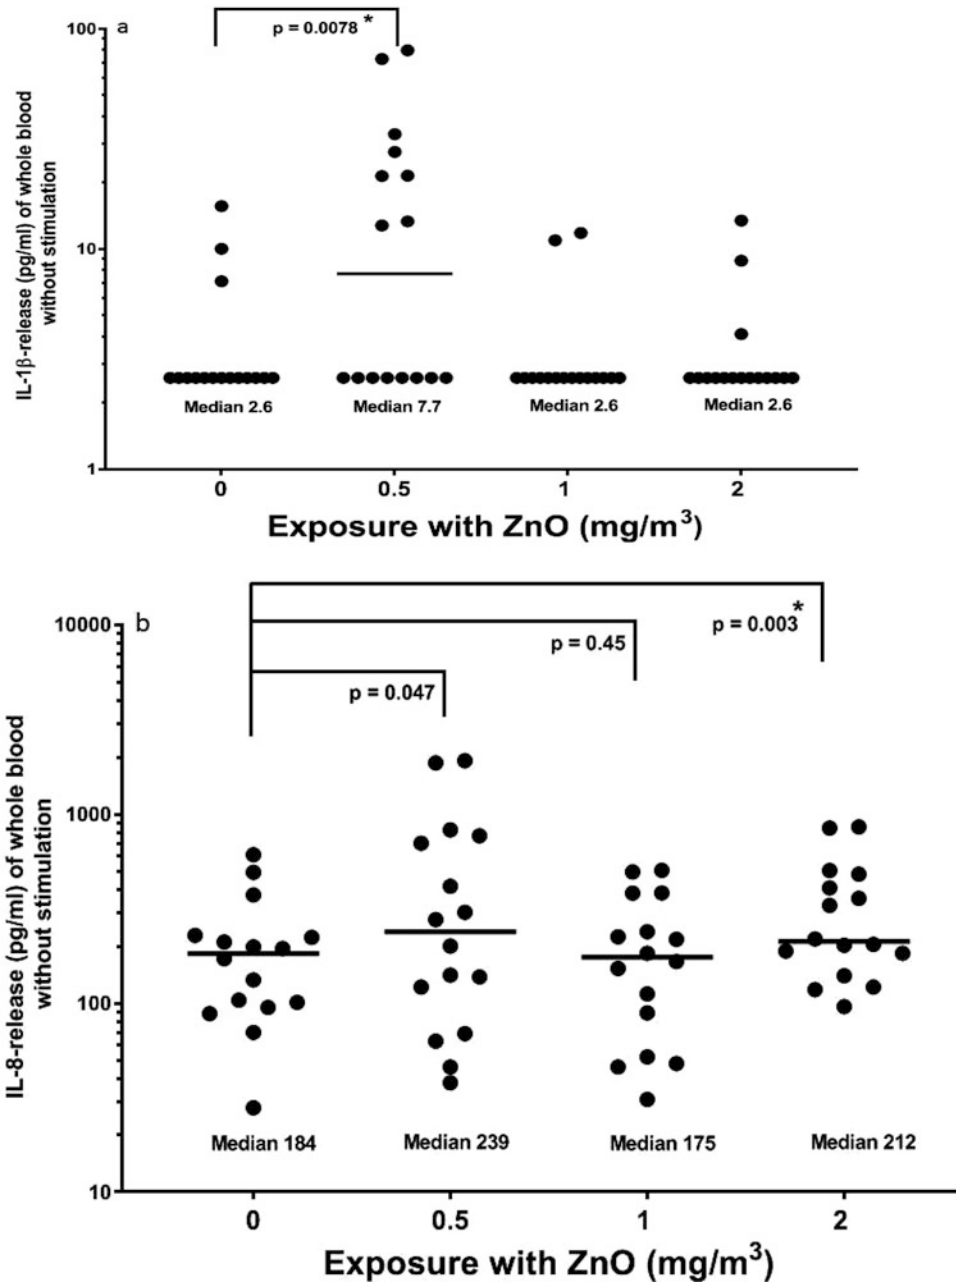 a
p = 0.0078 *
100
10
1
IL-1β-release (pg/ml) of whole blood
without stimulation
Median 2.6
Median 7.7
Median 2.6
Median 2.6
0 0.5 1 2
Exposure with ZnO (mg/m³)
b
p = 0.003 *
p = 0.45
p = 0.047
10000
1000
100
10
IL-8-release (pg/ml) of whole blood
without stimulation
Median 184
Median 239
Median 175
Median 212
0 0.5 1 2
Exposure with ZnO (mg/m³)